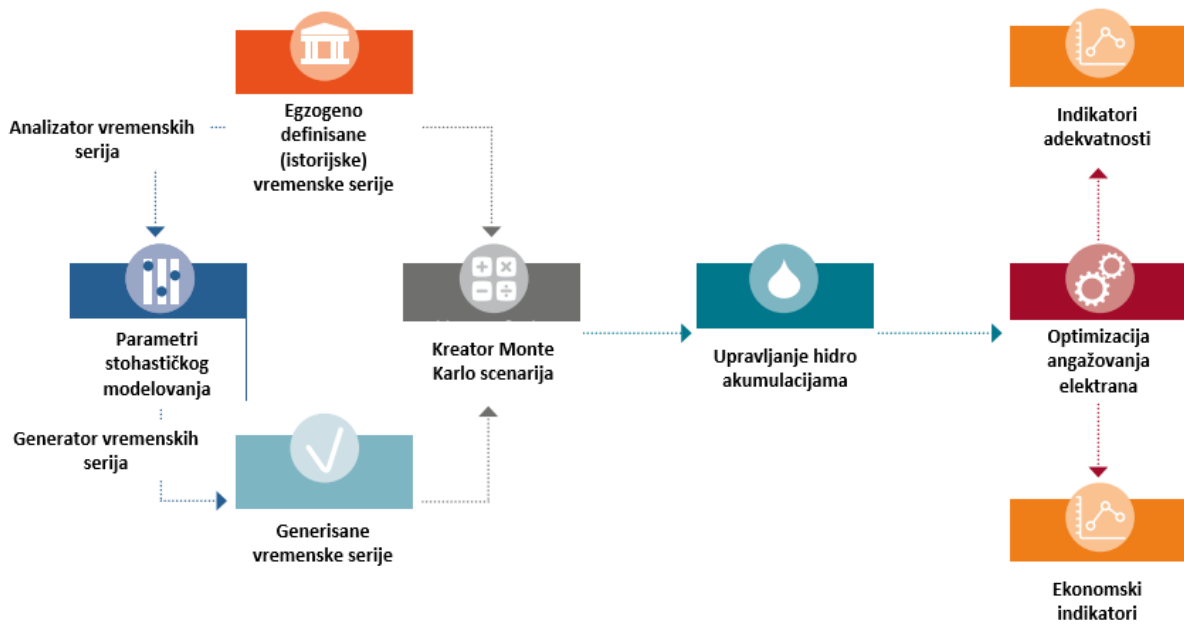 Analizator vremenskih
serija
Egzogeno
definisane
(istorijske)
vremenske serije
Parametri
stohastičkog
modelovanja
Generator vremenskih
serija
Generisane
vremenske serije
Kreator Monte
Karlo scenarija
Upravljanje hidro
akumulacijama
Optimizacija
angažovanja
elektrana
Indikatori
adekvatnosti
Ekonomski
indikatori